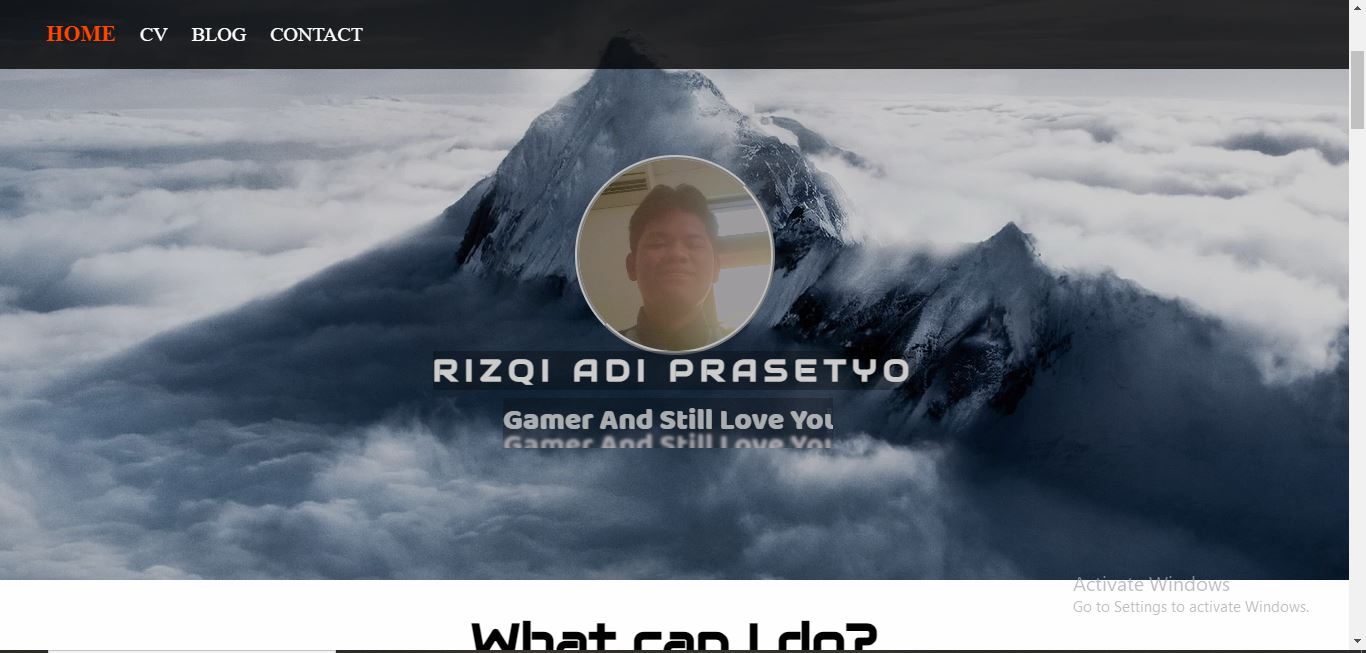 HOME CV BLOG CONTACT
RIZQI ADI PRASETYO
Gamer And Still Love You
Gamer And Still Love You
Activate Windows
Go to Settings to activate Windows.
What can I do?